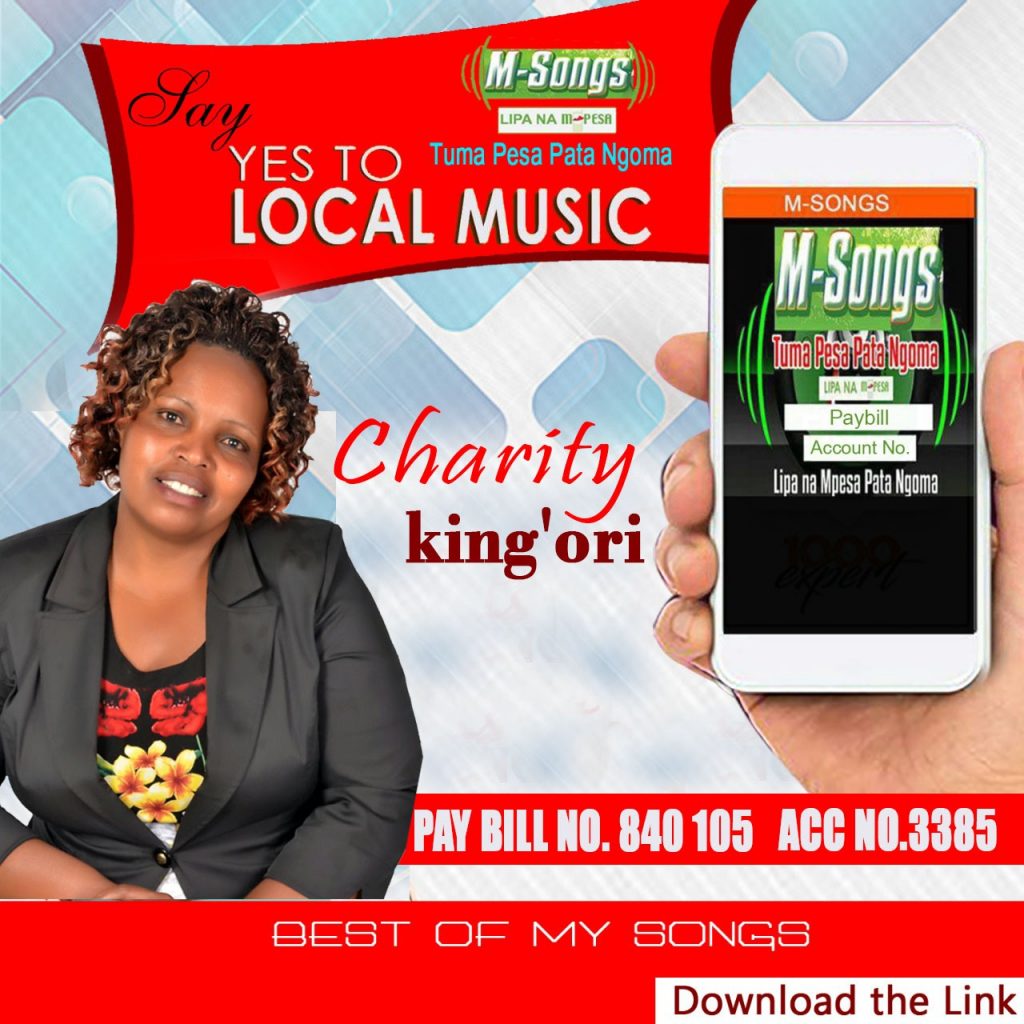 Say
YES TO
LOCAL MUSIC
M-Songs
LIPA NA M-PESA
Tuma Pesa Pata Ngoma
M-SONGS
M-Songs
Tuma Pesa Pata Ngoma
LIPA NA M-PESA
Paybill
Account No.
Lipa na Mpesa Pata Ngoma
1000
expert
Charity
king'ori
PAY BILL NO. 840 105 ACC NO.3385
BEST OF MY SONGS
Download the Link